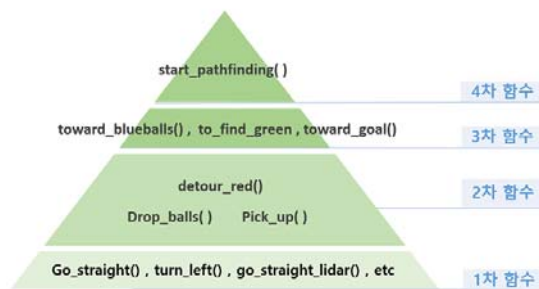 start_pathfinding( )
4차 함수
toward_blueballs() , to_find_green , toward_goal()
3차 함수
detour_red()
2차 함수
Drop_balls( ) Pick_up( )
Go_straight() , turn_left() , go_straight_lidar() , etc
1차 함수